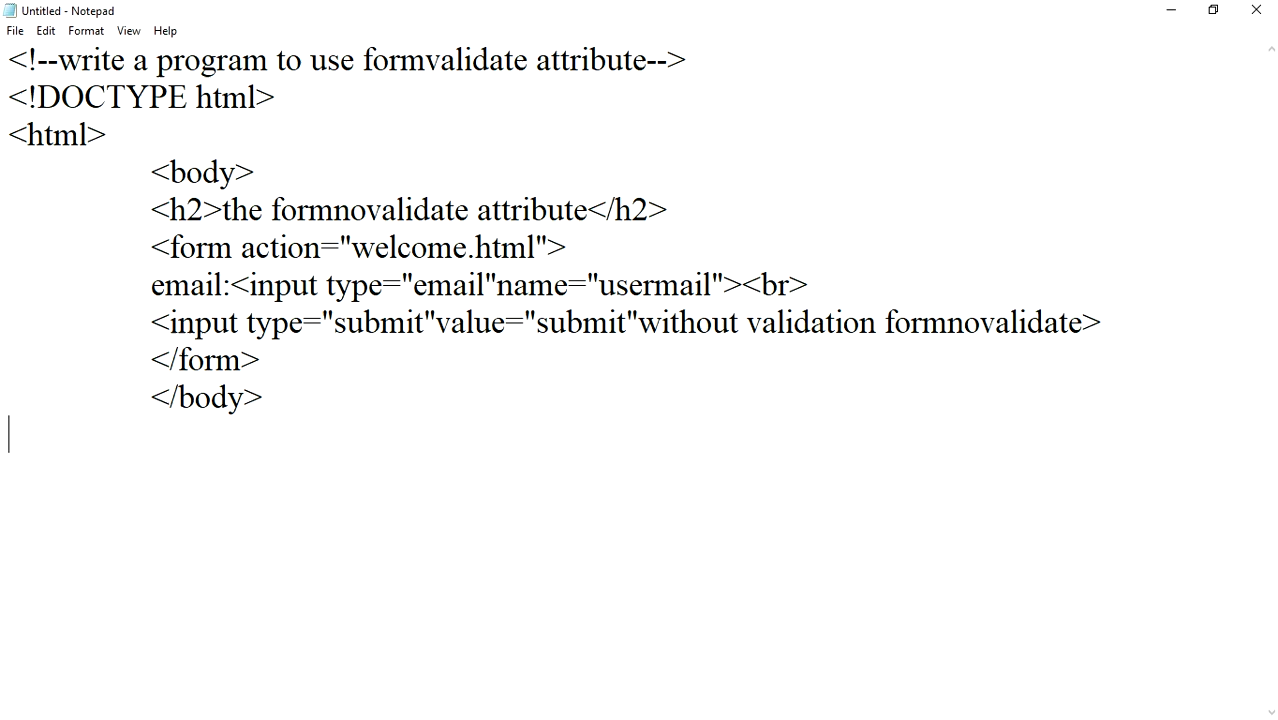 Untitled - Notepad
File Edit Format View Help
<!--write a program to use formvalidate attribute-->
<!DOCTYPE html>
<html>
<body>
<h2>the formnovalidate attribute</h2>
<form action="welcome.html">
email:<input type="email"name="usermail"><br>
<input type="submit"value="submit"without validation formnovalidate>
</form>
</body>